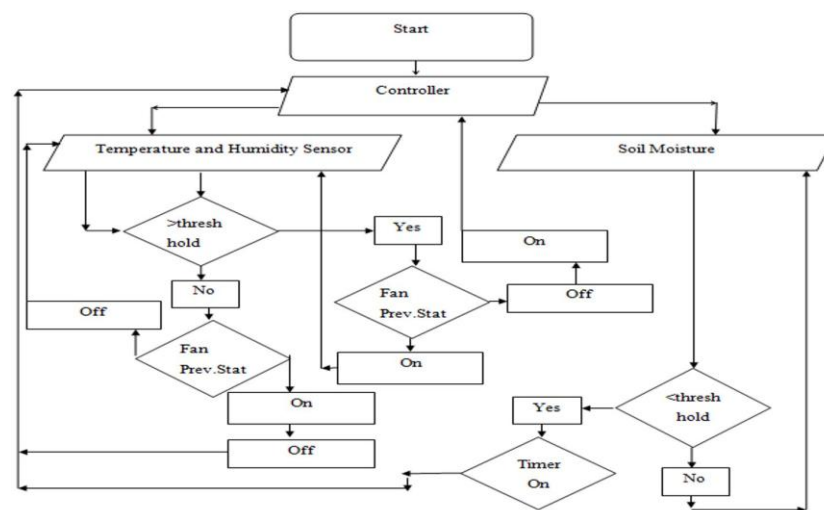 Start
Controller
Temperature and Humidity Sensor
Soil Moisture
>thresh
hold
Yes
On
No
Fan
Prev.Stat
Off
Off
Fan
Prev.Stat
On
On
Off
<thresh
hold
Yes
Timer
On
No